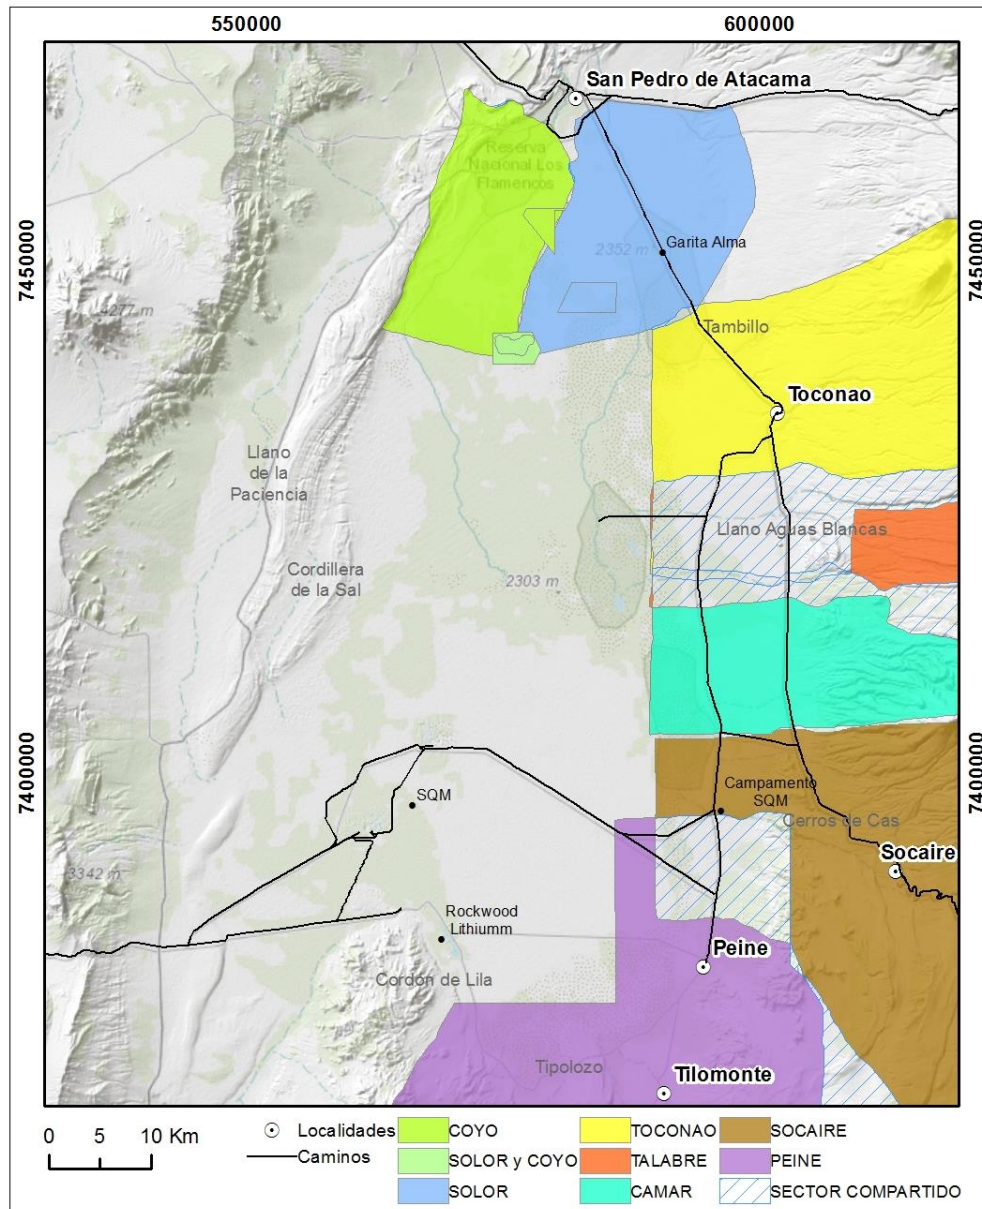 550000
600000
San Pedro de Atacama
Reserva
Nacional Los
Flamencos
7450000
7450000
2352 m
Garita Alma
4277 m
Tambillo
Toconao
Llano
de la
Paciencia
Llano Aguas Blancas
Cordillera
de la Sal
2303 m
7400000
7400000
SQM
Campamento
SQM
Cerros de Cas
3342 m
Socaire
Rockwood
Lithiumm
Peine
Cordón de Lila
Tipolozo
Tilomonte
0 5 10 Km
Localidades
Caminos
COYO
SOLOR y COYO
SOLOR
TOCONAO
TALABRE
CAMAR
SOCAIRE
PEINE
SECTOR COMPARTIDO